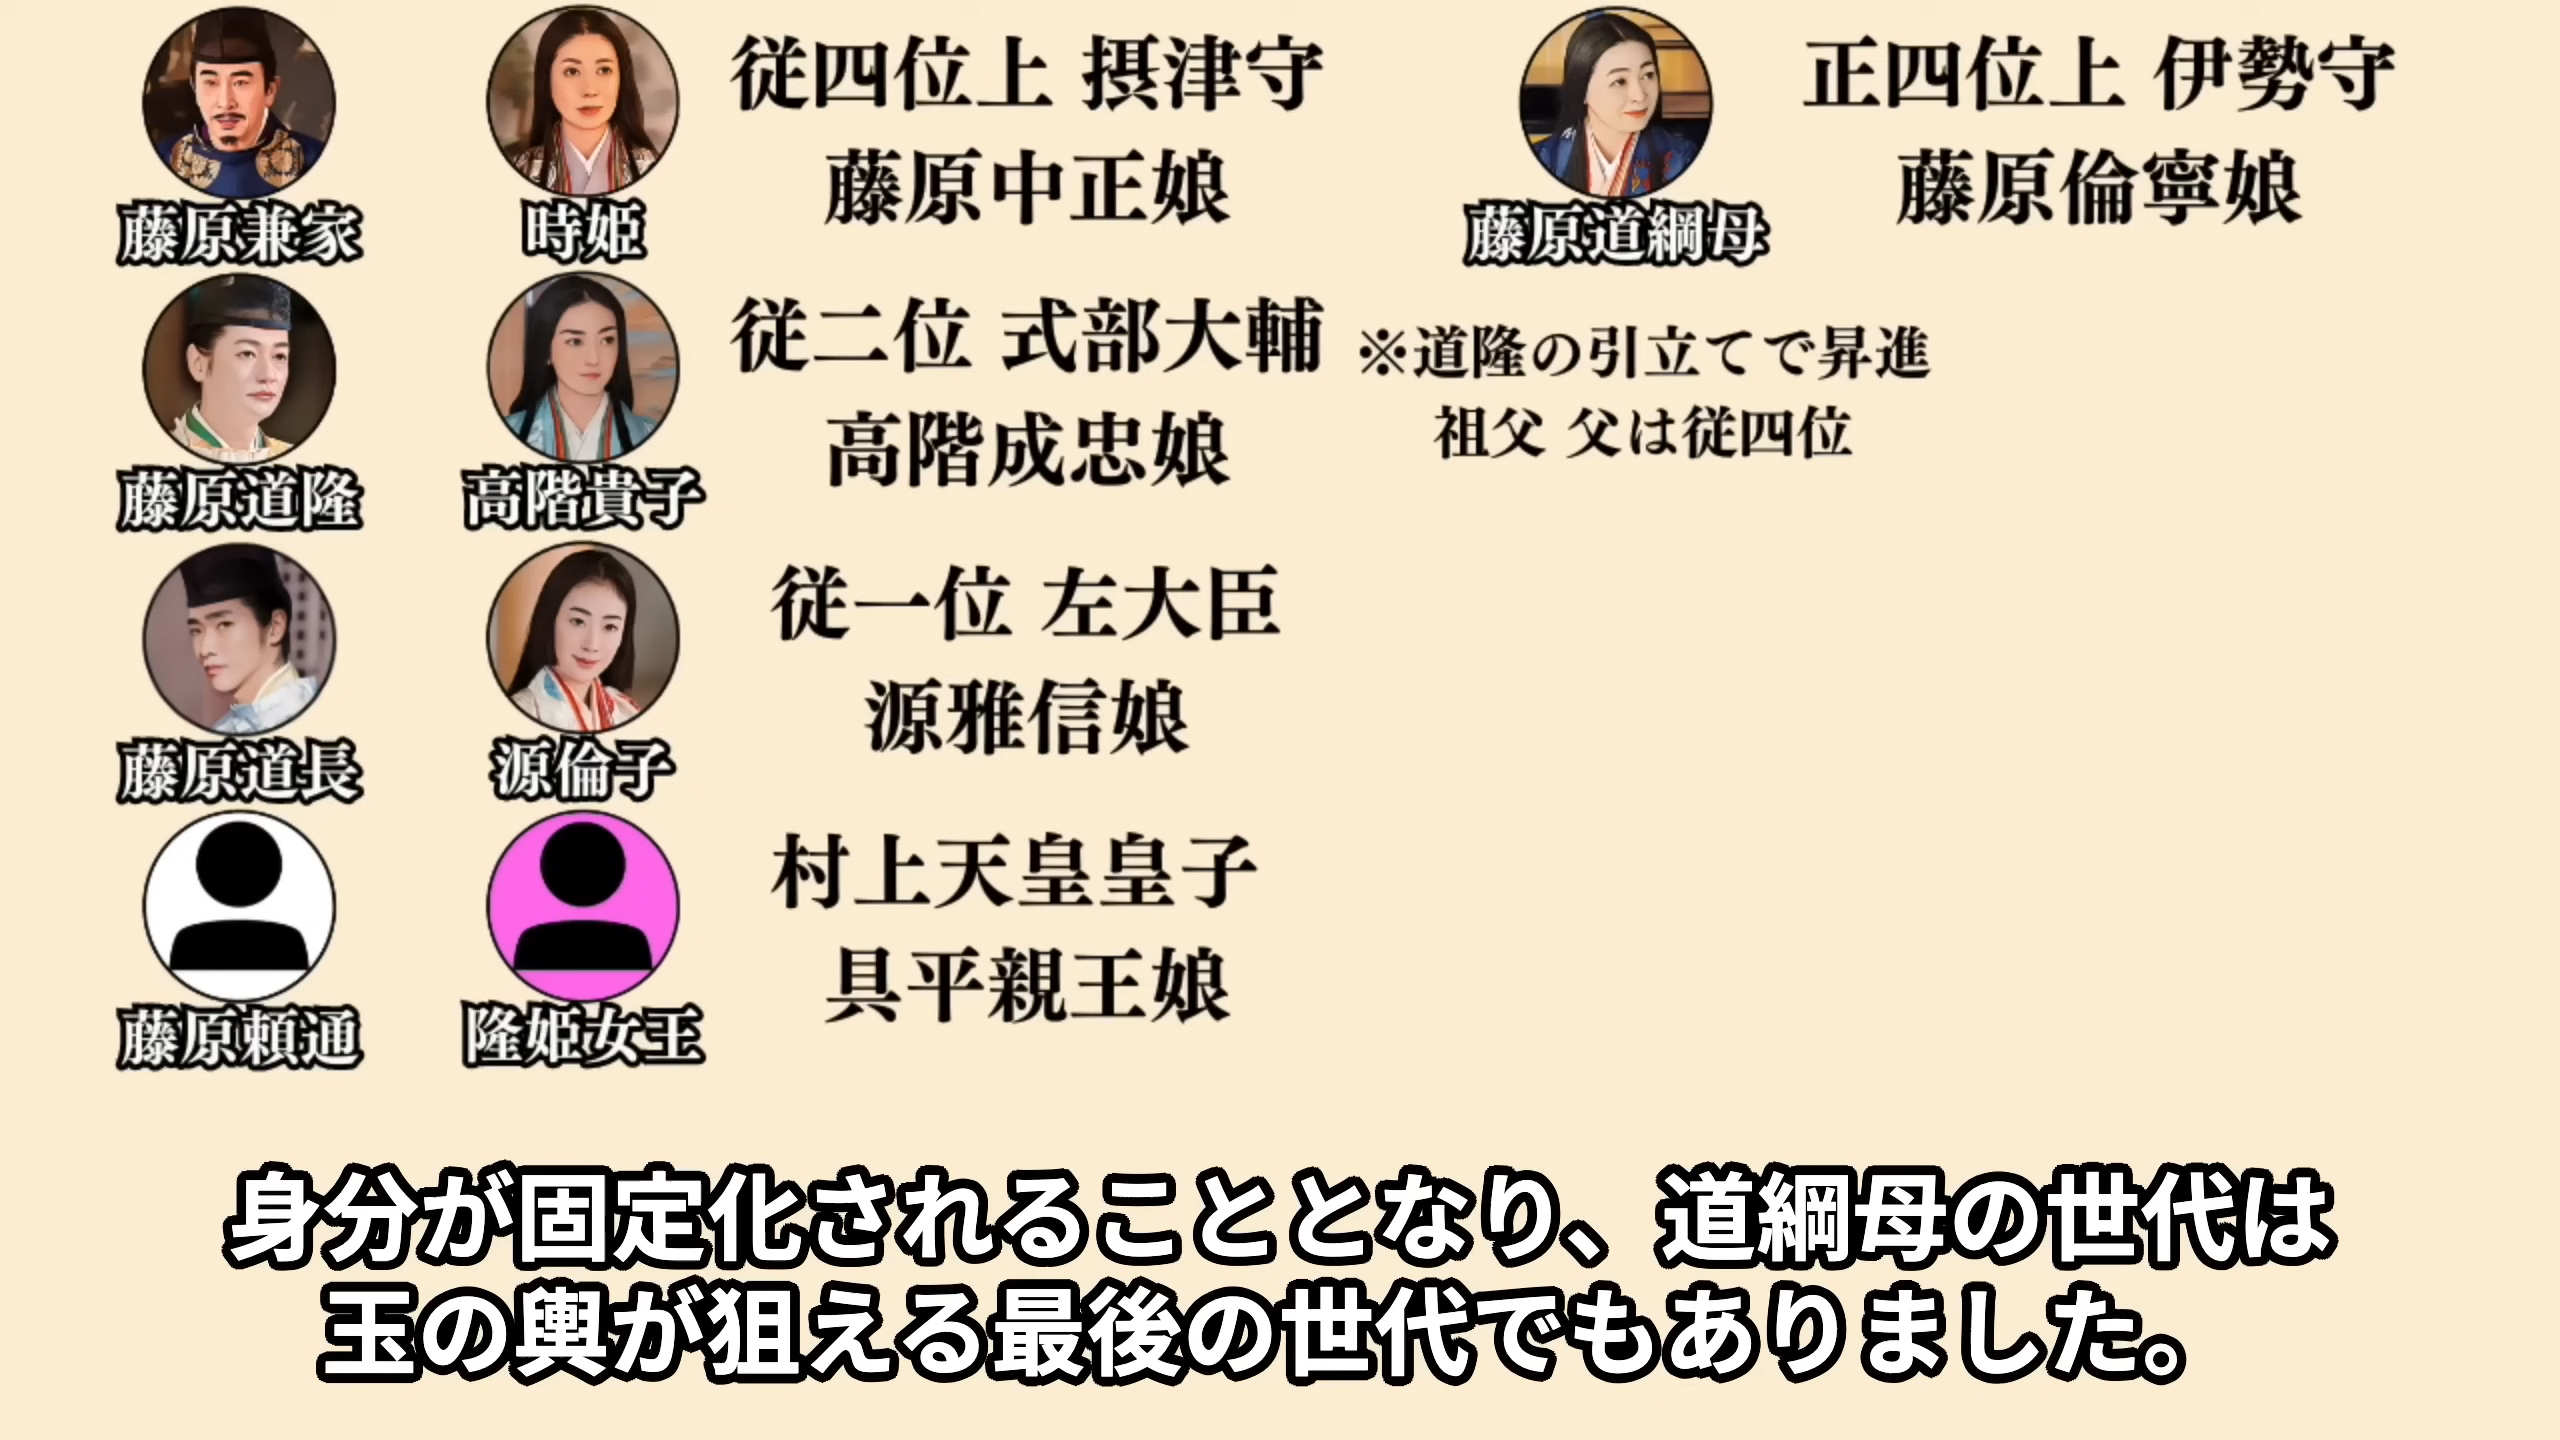 従四位上 摂津守
藤原中正娘
藤原兼家
時姫
正四位上 伊勢守
藤原倫寧娘
藤原道綱母
従二位 式部大輔
高階成忠娘
※道隆の引立てで昇進
祖父 父は従四位
藤原道隆
高階貴子
従一位 左大臣
源雅信娘
藤原道長
源倫子
村上天皇皇子
具平親王娘
藤原頼通
隆姫女王
身分が固定化されることとなり、道綱母の世代は
玉の輿が狙える最後の世代でもありました。